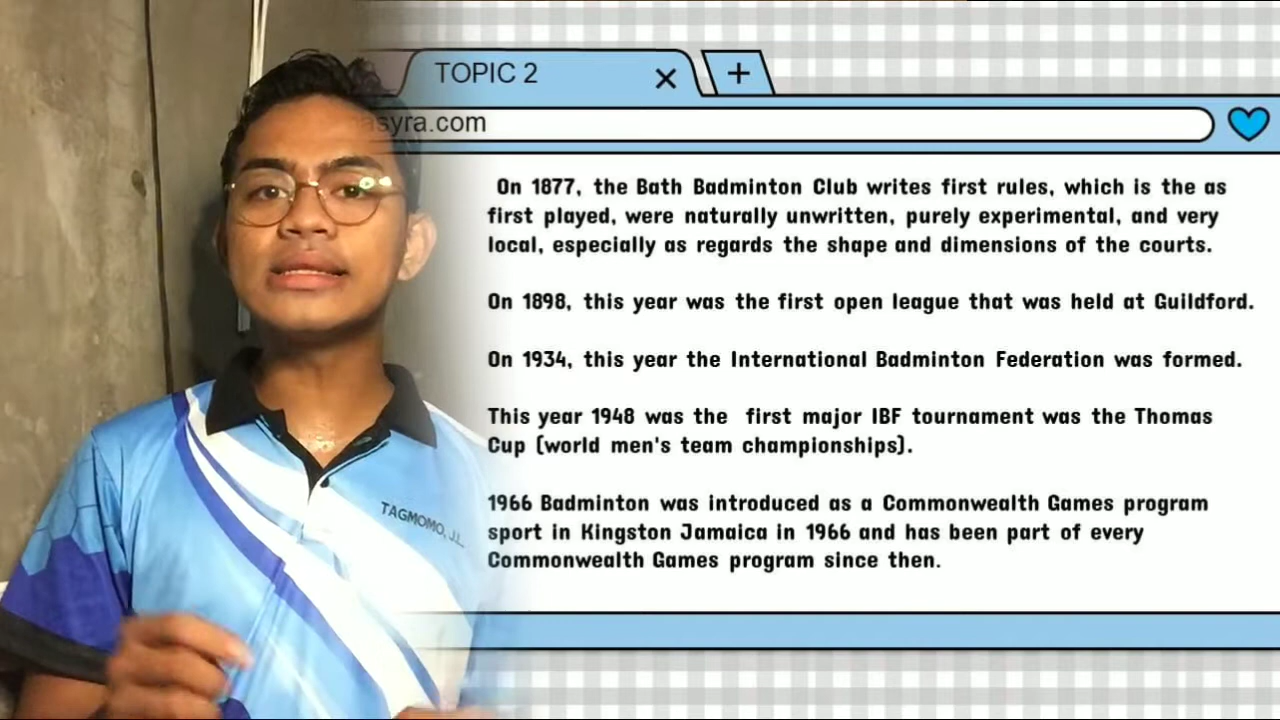 TOPIC 2
asyra.com
On 1877, the Bath Badminton Club writes first rules, which is the as
first played, were naturally unwritten, purely experimental, and very
local, especially as regards the shape and dimensions of the courts.
On 1898, this year was the first open league that was held at Guildford.
On 1934, this year the International Badminton Federation was formed.
This year 1948 was the first major IBF tournament was the Thomas
Cup (world men's team championships).
1966 Badminton was introduced as a Commonwealth Games program
sport in Kingston Jamaica in 1966 and has been part of every
Commonwealth Games program since then.
TAGMOMO, J.L.